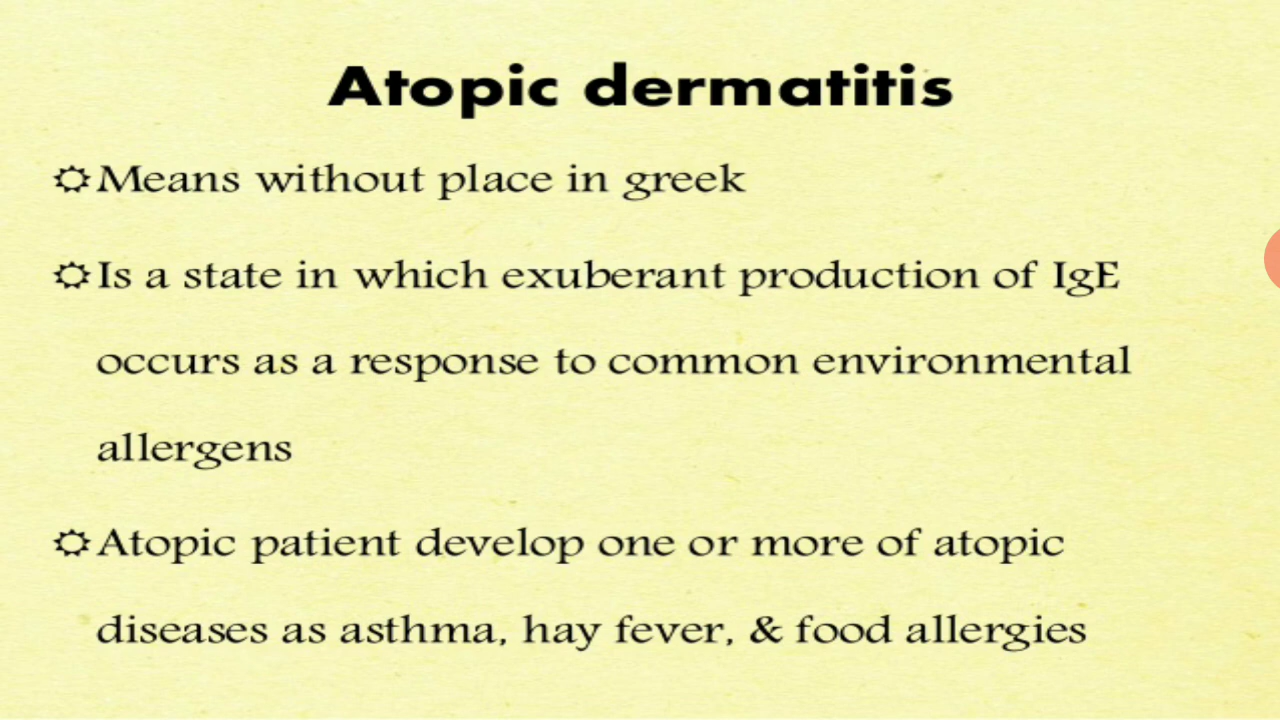 Atopic dermatitis
Means without place in greek
Is a state in which exuberant production of IgE
occurs as a response to common environmental
allergens
Atopic patient develop one or more of atopic
diseases as asthma, hay fever, & food allergies